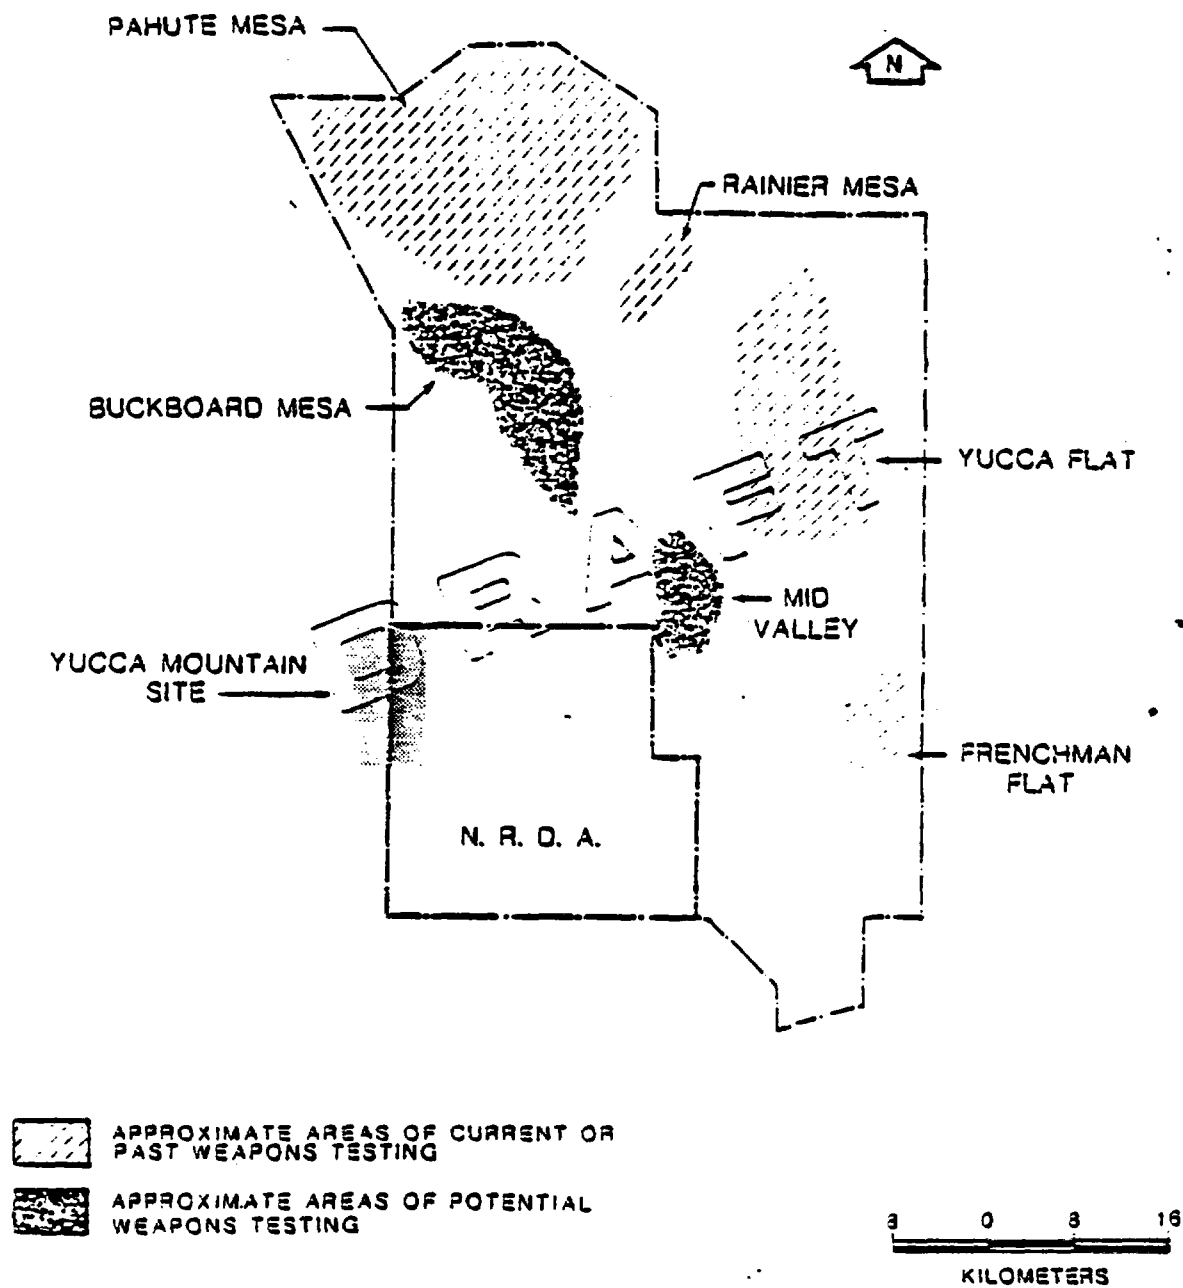 PAHUTE MESA
N
RAINIER MESA
BUCKBOARD MESA
YUCCA FLAT
MID
VALLEY
YUCCA MOUNTAIN
SITE
FRENCHMAN
FLAT
N. R. D. A.
APPROXIMATE AREAS OF CURRENT OR
PAST WEAPONS TESTING
APPROXIMATE AREAS OF POTENTIAL
WEAPONS TESTING
8 0 8 16
KILOMETERS